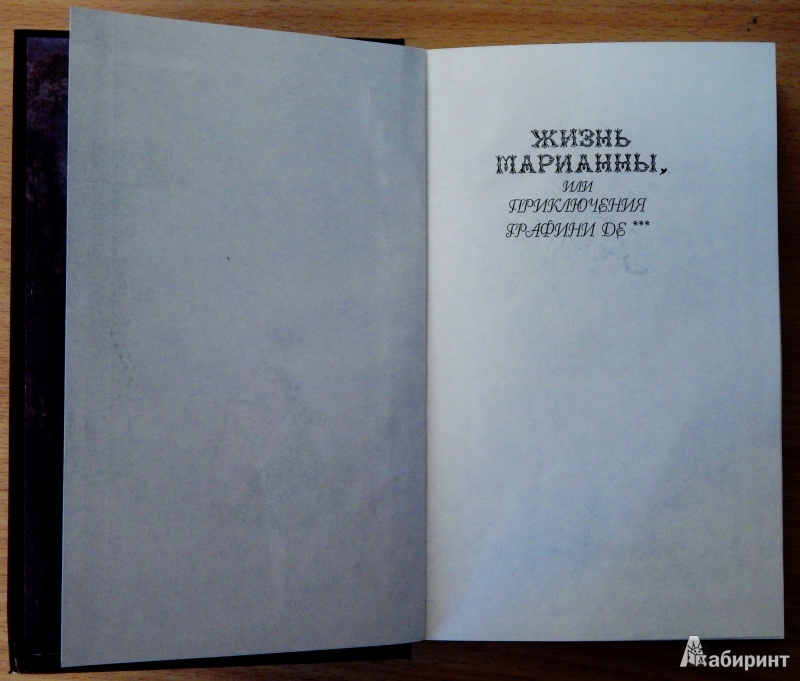 ЖИЗНЬ
МАРИАННЫ,
ИЛИ
ПРИКЛЮЧЕНИЯ
ГРАФИНИ ДЕ ***
Лабиринт